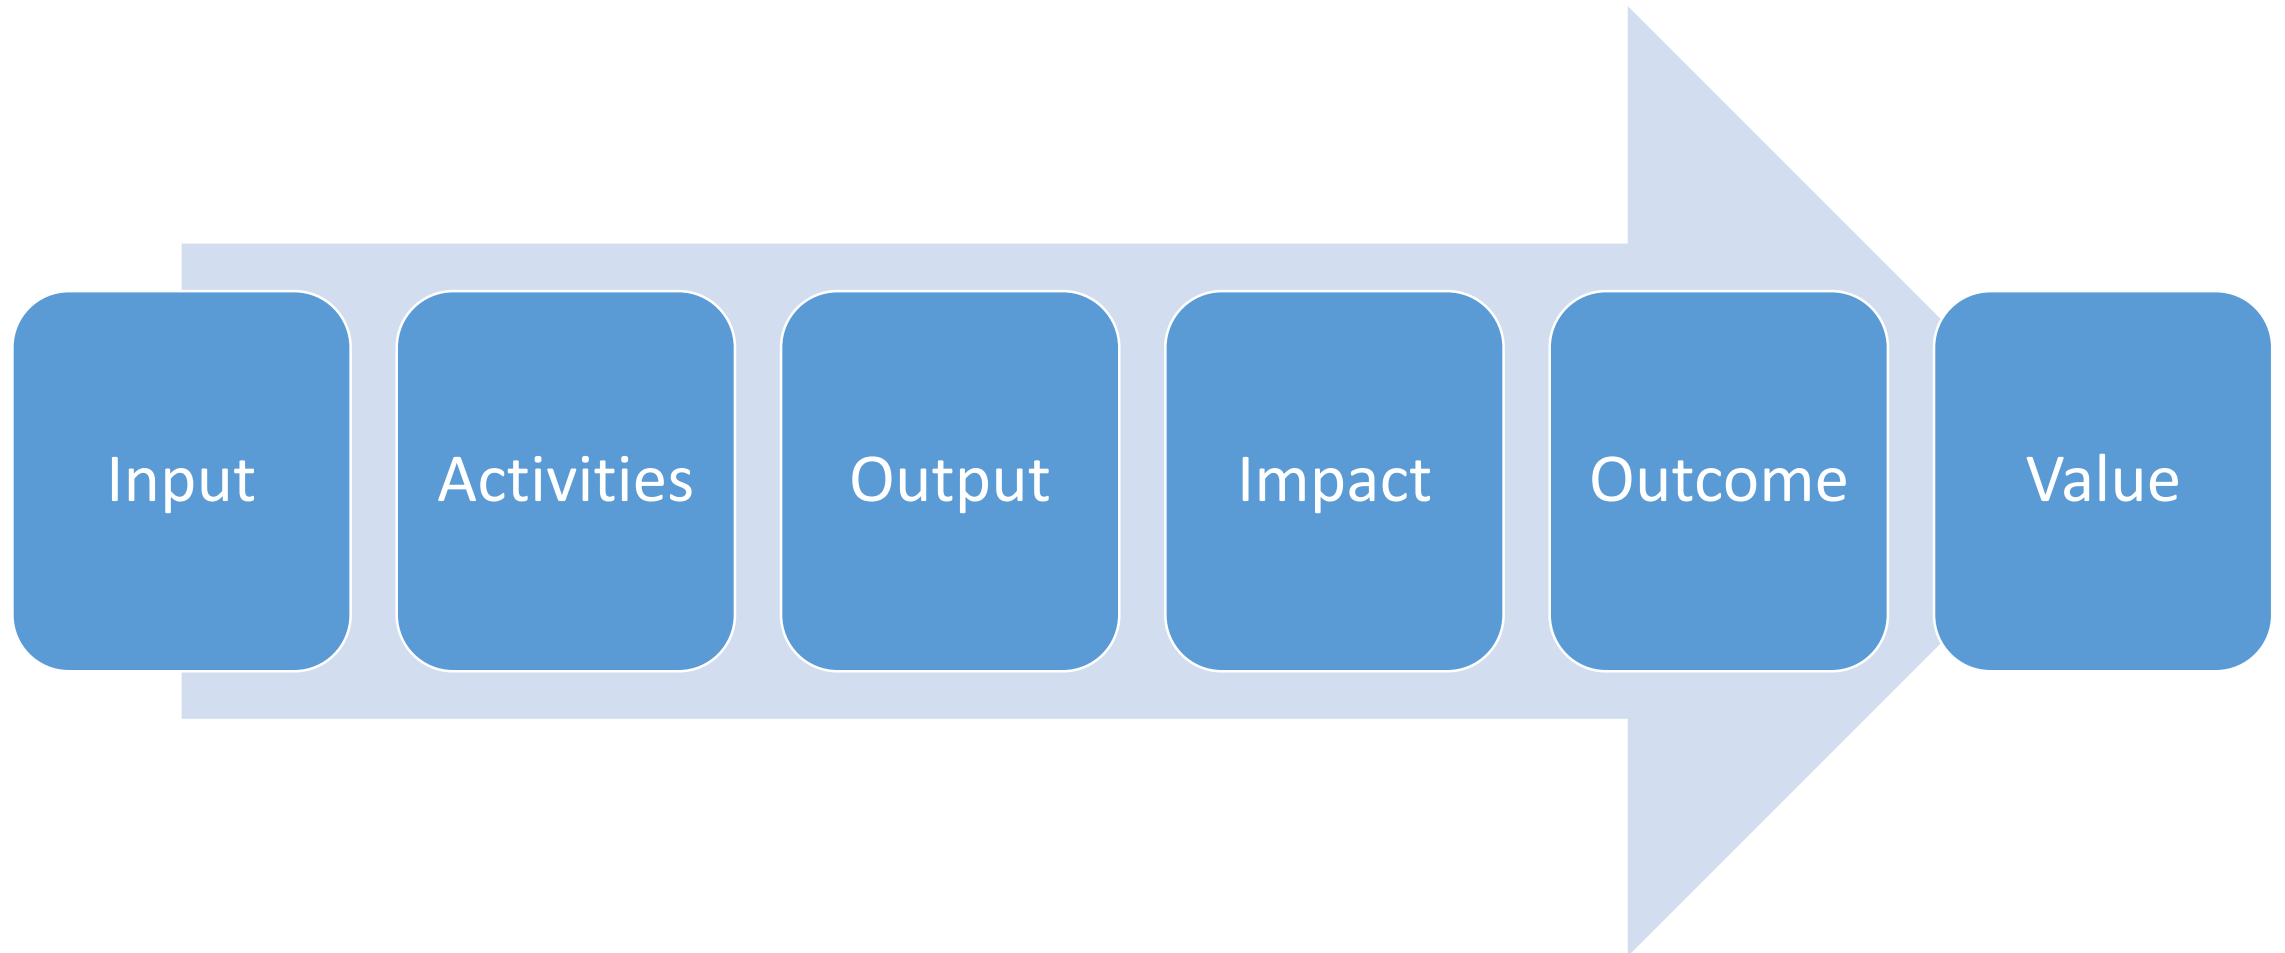 Input
Activities
Output
Impact
Outcome
Value